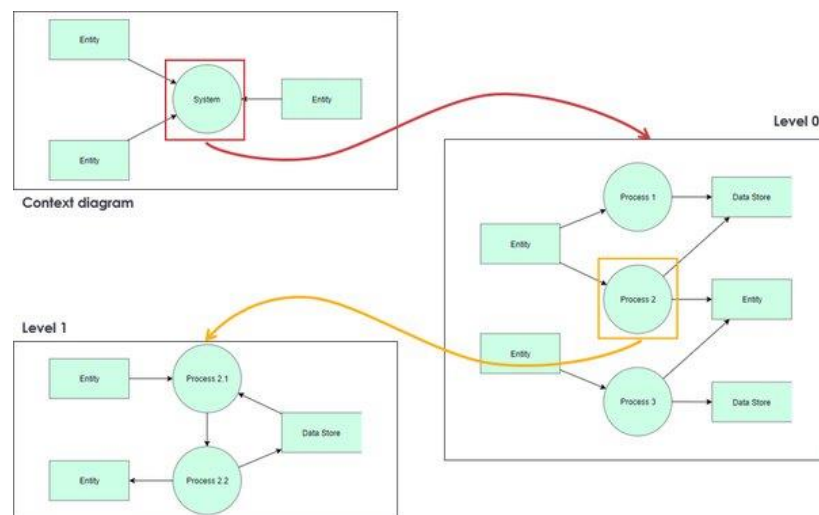 Entity
System
Entity
Entity
Context diagram
Level 0
Process 1
Data Store
Entity
Process 2
Entity
Entity
Process 3
Data Store
Level 1
Entity
Process 2.1
Data Store
Entity
Process 2.2